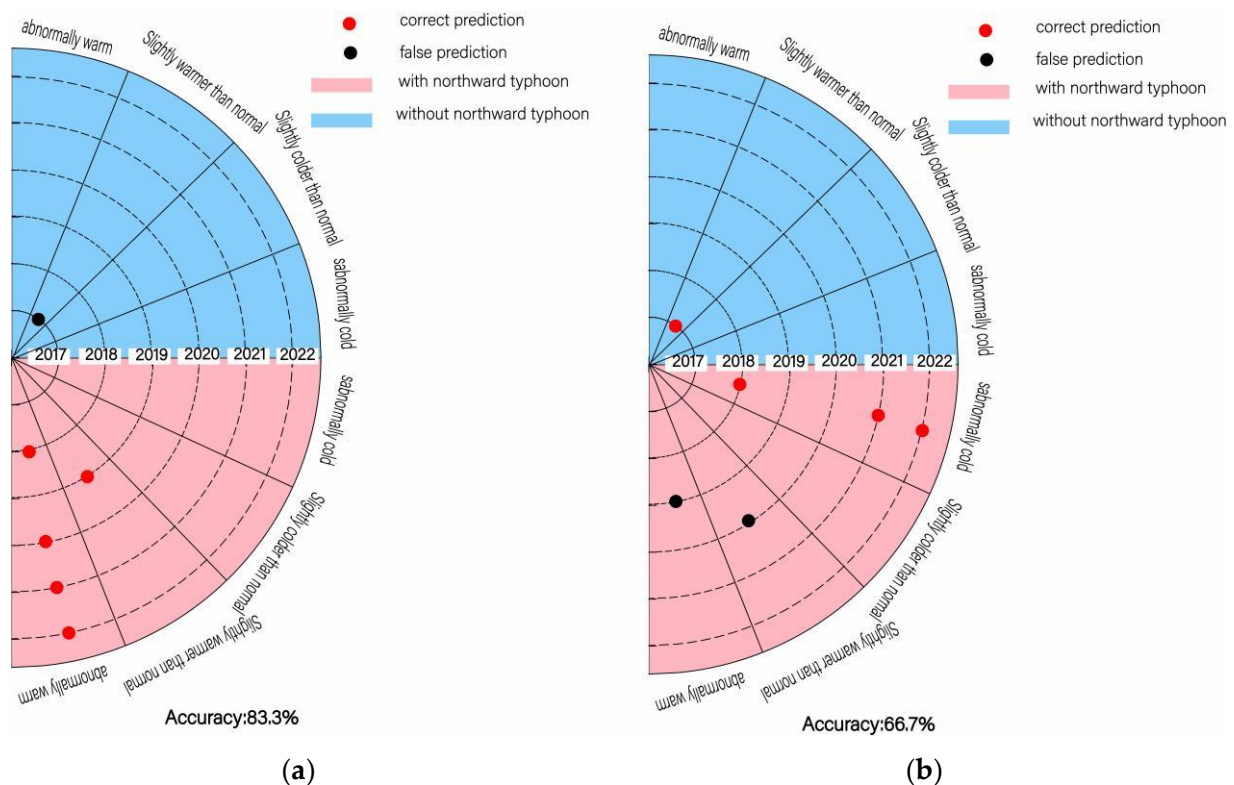 correct prediction
false prediction
with northward typhoon
without northward typhoon
abnormally warm
Slightly warmer than normal
Slightly colder than normal
sabnormally cold
2017 2018 2019 2020 2021 2022
sabnormally cold
Slightly colder than normal
Slightly warmer than normal
abnormally warm
Accuracy:83.3%
(a)
correct prediction
false prediction
with northward typhoon
without northward typhoon
abnormally warm
Slightly warmer than normal
Slightly colder than normal
sabnormally cold
2017 2018 2019 2020 2021 2022
sabnormally cold
Slightly colder than normal
Slightly warmer than normal
abnormally warm
Accuracy:66.7%
(b)